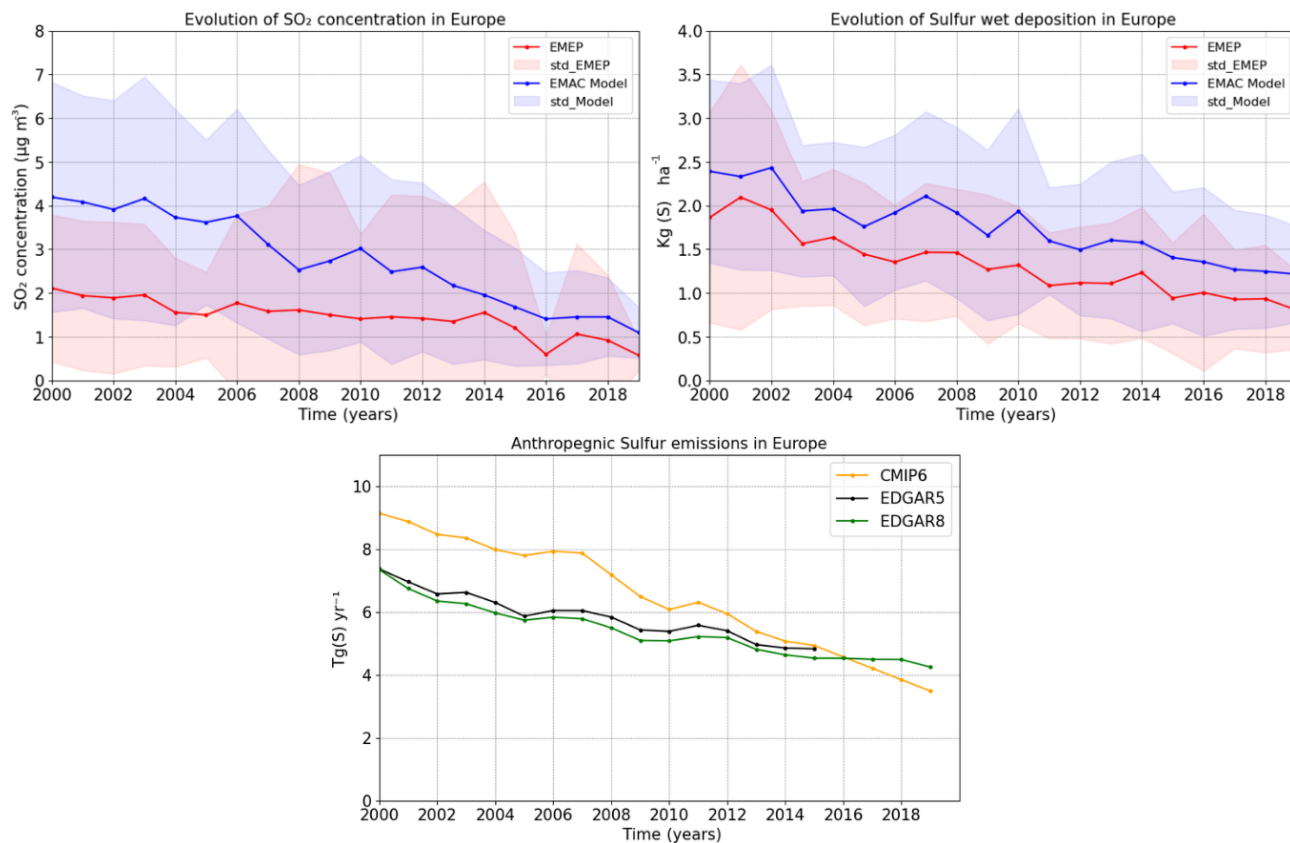 Evolution of SO₂ concentration in Europe
8
7
6
5
4
3
2
1
0
SO₂ concentration (μg m³)
EMEP
std_EMEP
EMAC Model
std_Model
2000 2002 2004 2006 2008 2010 2012 2014 2016 2018
Time (years)
Evolution of Sulfur wet deposition in Europe
4.0
3.5
3.0
2.5
2.0
1.5
1.0
0.5
0.0
Kg (S) ha⁻¹
EMEP
std_EMEP
EMAC Model
std_Model
2000 2002 2004 2006 2008 2010 2012 2014 2016 2018
Time (years)
Anthropegnic Sulfur emissions in Europe
10
8
6
4
2
0
Tg(S) yr⁻¹
CMIP6
EDGAR5
EDGAR8
2000 2002 2004 2006 2008 2010 2012 2014 2016 2018
Time (years)